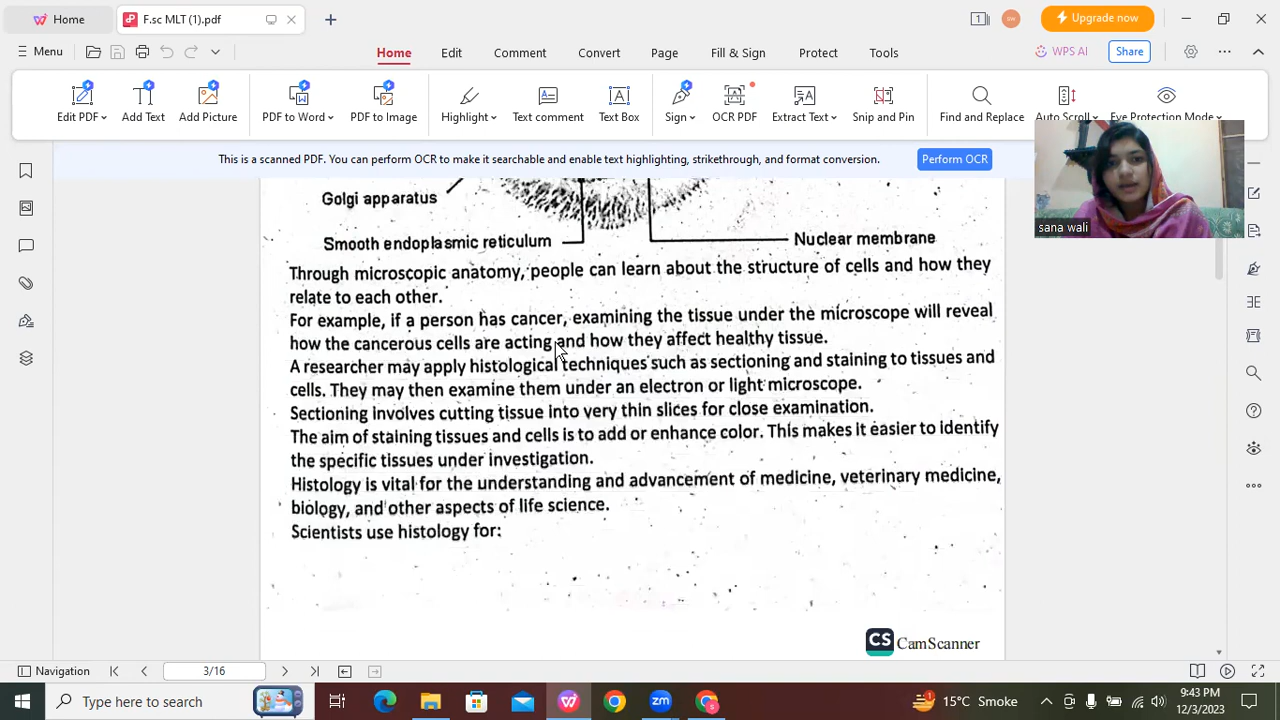 Home
F.sc MLT (1).pdf
1
sw
Upgrade now
Menu
Home
Edit
Comment
Convert
Page
Fill & Sign
Protect
Tools
WPS AI
Share
Edit PDF
Add Text
Add Picture
PDF to Word
PDF to Image
Highlight
Text comment
Text Box
Sign
OCR PDF
Extract Text
Snip and Pin
Find and Replace
Auto Scroll
Eye Protection Mode
This is a scanned PDF. You can perform OCR to make it searchable and enable text highlighting, strikethrough, and format conversion.
Perform OCR
sana wali
Golgi apparatus
Smooth endoplasmic reticulum
Nuclear membrane
Through microscopic anatomy, people can learn about the structure of cells and how they
relate to each other.
For example, if a person has cancer, examining the tissue under the microscope will reveal
how the cancerous cells are acting and how they affect healthy tissue.
A researcher may apply histological techniques such as sectioning and staining to tissues and
cells. They may then examine them under an electron or light microscope.
Sectioning involves cutting tissue into very thin slices for close examination.
The aim of staining tissues and cells is to add or enhance color. This makes it easier to identify
the specific tissues under investigation.
Histology is vital for the understanding and advancement of medicine, veterinary medicine,
biology, and other aspects of life science.
Scientists use histology for:
CS CamScanner
Navigation
3/16
Type here to search
zm
S
1
15°C Smoke
9:43 PM
12/3/2023